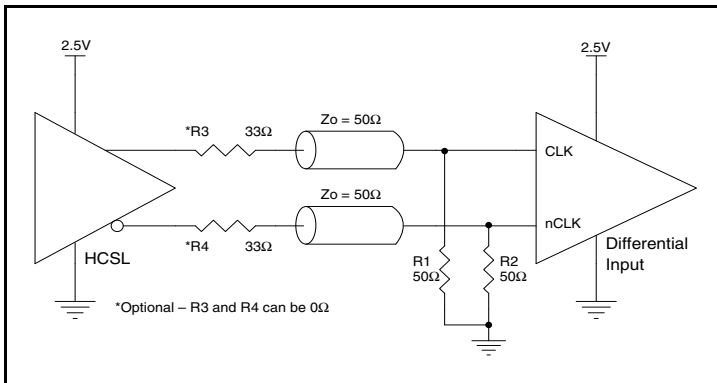 2.5V
2.5V
Zo = 50Ω
*R3
33Ω
CLK
Zo = 50Ω
nCLK
*R4
33Ω
HCSL
R1
50Ω
R2
50Ω
Differential
Input
*Optional – R3 and R4 can be 0Ω